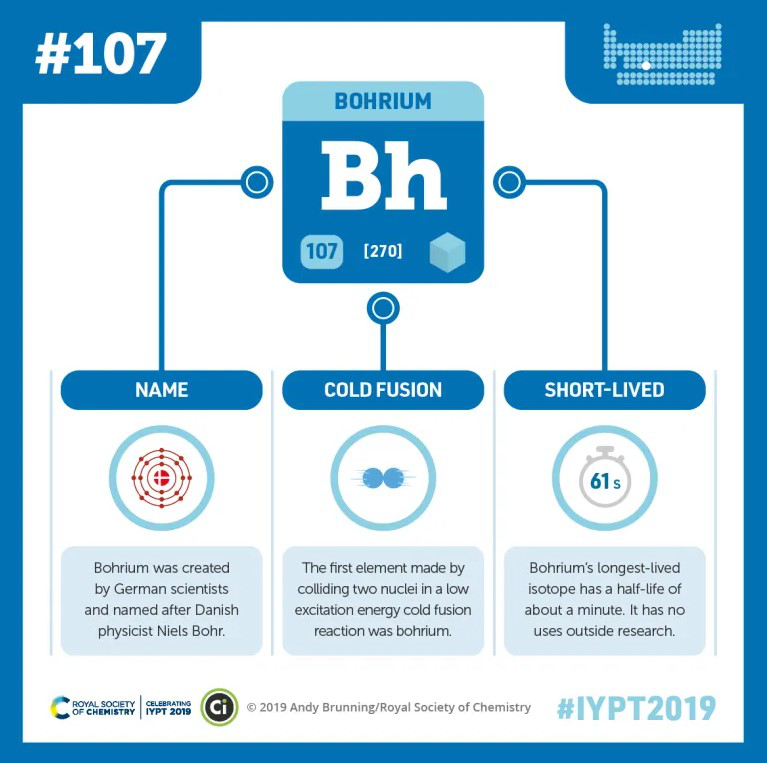 #107
BOHRIUM
Bh
107
[270]
NAME
COLD FUSION
SHORT-LIVED
61 s
Bohrium was created
by German scientists
and named after Danish
physicist Niels Bohr.
The first element made by
colliding two nuclei in a low
excitation energy cold fusion
reaction was bohrium.
Bohrium’s longest-lived
isotope has a half-life of
about a minute. It has no
uses outside research.
ROYAL SOCIETY
OF CHEMISTRY
CELEBRATING
IYPT 2019
Ci
© 2019 Andy Brunning/Royal Society of Chemistry
#IYPT2019